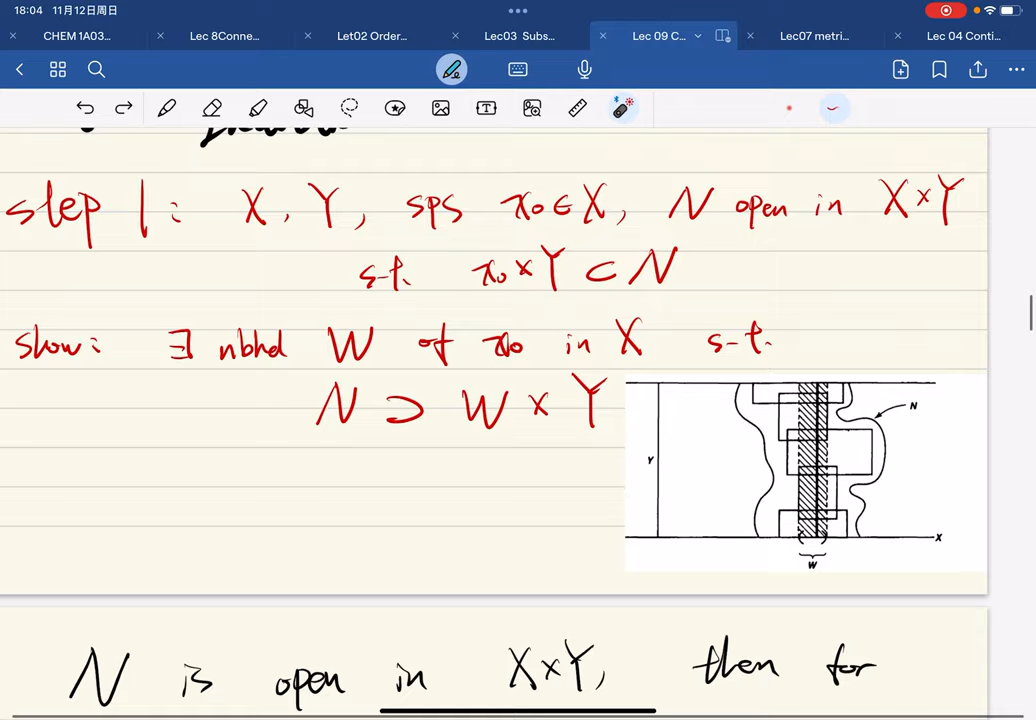 18:04 11月12日周日
CHEM 1A03... Lec 8Conne... Let02 Order... Lec03 Subs... Lec 09 C... Lec07 metri... Lec 04 Conti...
step 1: X, Y, sps x₀∈X, N open in X×Y
s.t. x₀×Y ⊂ N
show: ∃ nbhd W of x₀ in X s.t.
N ⊃ W × Y
N
Y
X
W
N is open in X×Y, then for